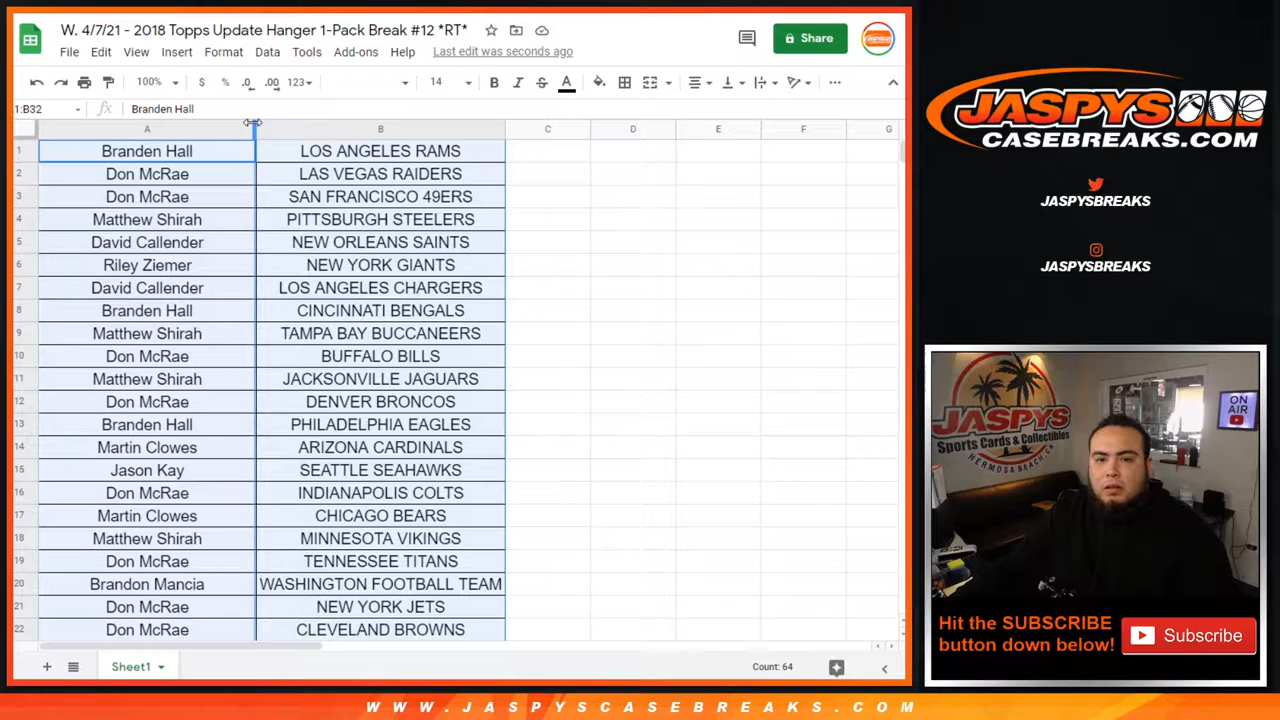 W. 4/7/21 - 2018 Topps Update Hanger 1-Pack Break #12 *RT*
File Edit View Insert Format Data Tools Add-ons Help Last edit was seconds ago
Share
100% $ % .0 .00 123 14 B I S A
1:B32 fx Branden Hall
A B C D E F G
1 Branden Hall LOS ANGELES RAMS
2 Don McRae LAS VEGAS RAIDERS
3 Don McRae SAN FRANCISCO 49ERS
4 Matthew Shirah PITTSBURGH STEELERS
5 David Callender NEW ORLEANS SAINTS
6 Riley Ziemer NEW YORK GIANTS
7 David Callender LOS ANGELES CHARGERS
8 Branden Hall CINCINNATI BENGALS
9 Matthew Shirah TAMPA BAY BUCCANEERS
10 Don McRae BUFFALO BILLS
11 Matthew Shirah JACKSONVILLE JAGUARS
12 Don McRae DENVER BRONCOS
13 Branden Hall PHILADELPHIA EAGLES
14 Martin Clowes ARIZONA CARDINALS
15 Jason Kay SEATTLE SEAHAWKS
16 Don McRae INDIANAPOLIS COLTS
17 Martin Clowes CHICAGO BEARS
18 Matthew Shirah MINNESOTA VIKINGS
19 Don McRae TENNESSEE TITANS
20 Brandon Mancia WASHINGTON FOOTBALL TEAM
21 Don McRae NEW YORK JETS
22 Don McRae CLEVELAND BROWNS
Sheet1
Count: 64
JASPYS
CASEBREAKS.COM
JASPYSBREAKS
JASPYSBREAKS
JASPYS
Sports Cards & Collectibles
HERMOSA BEACH, CA
ON
AIR
Hit the SUBSCRIBE
button down below!
Subscribe
WWW.JASPYSCASEBREAKS.COM